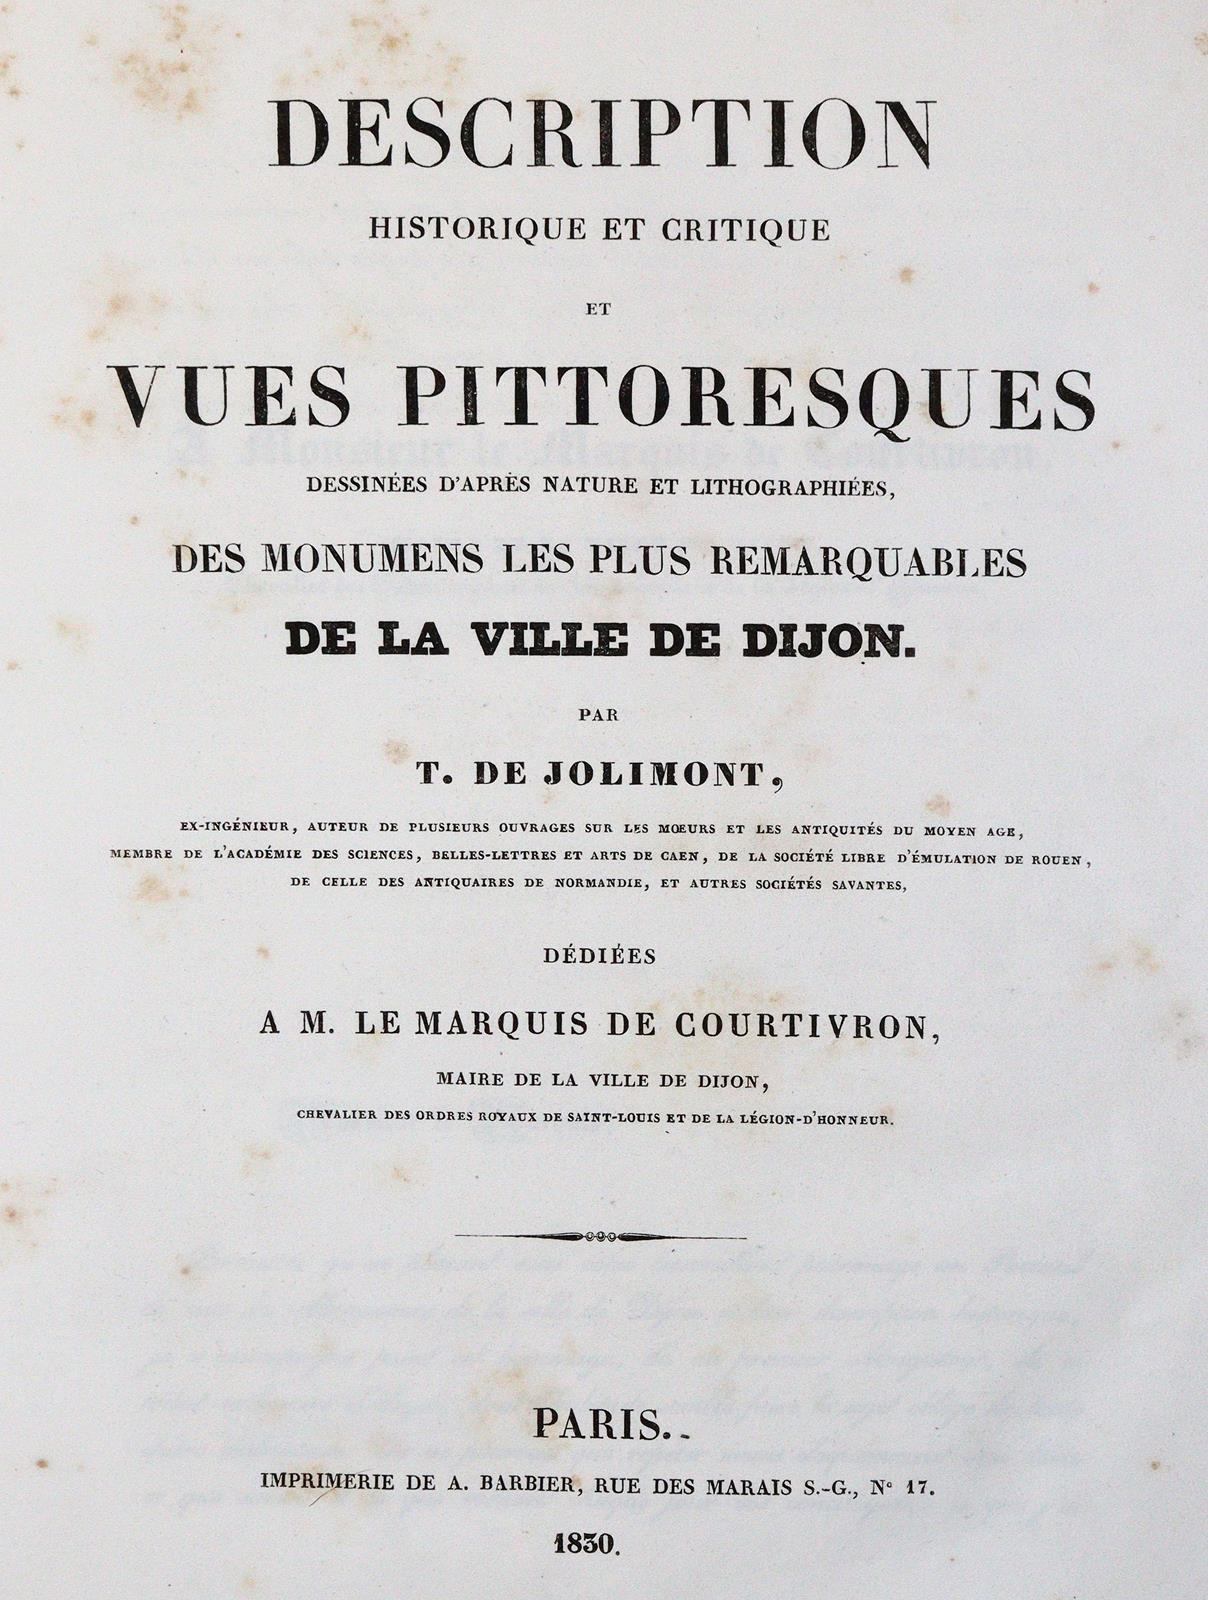 DESCRIPTION
HISTORIQUE ET CRITIQUE
ET
VUES PITTORESQUES
DESSINÉES D'APRÈS NATURE ET LITHOGRAPHIÉES,
DES MONUMENS LES PLUS REMARQUABLES
DE LA VILLE DE DIJON.
PAR
T. DE JOLIMONT,
EX-INGÉNIEUR, AUTEUR DE PLUSIEURS OUVRAGES SUR LES MŒURS ET LES ANTIQUITÉS DU MOYEN AGE,
MEMBRE DE L'ACADÉMIE DES SCIENCES, BELLES-LETTRES ET ARTS DE CAEN, DE LA SOCIÉTÉ LIBRE D'ÉMULATION DE ROUEN,
DE CELLE DES ANTIQUAIRES DE NORMANDIE, ET AUTRES SOCIÉTÉS SAVANTES,
DÉDIÉES
A M. LE MARQUIS DE COURTIVRON,
MAIRE DE LA VILLE DE DIJON,
CHEVALIER DES ORDRES ROYAUX DE SAINT-LOUIS ET DE LA LÉGION-D'HONNEUR.
PARIS.
IMPRIMERIE DE A. BARBIER, RUE DES MARAIS S.-G., Nº 17.
1830.